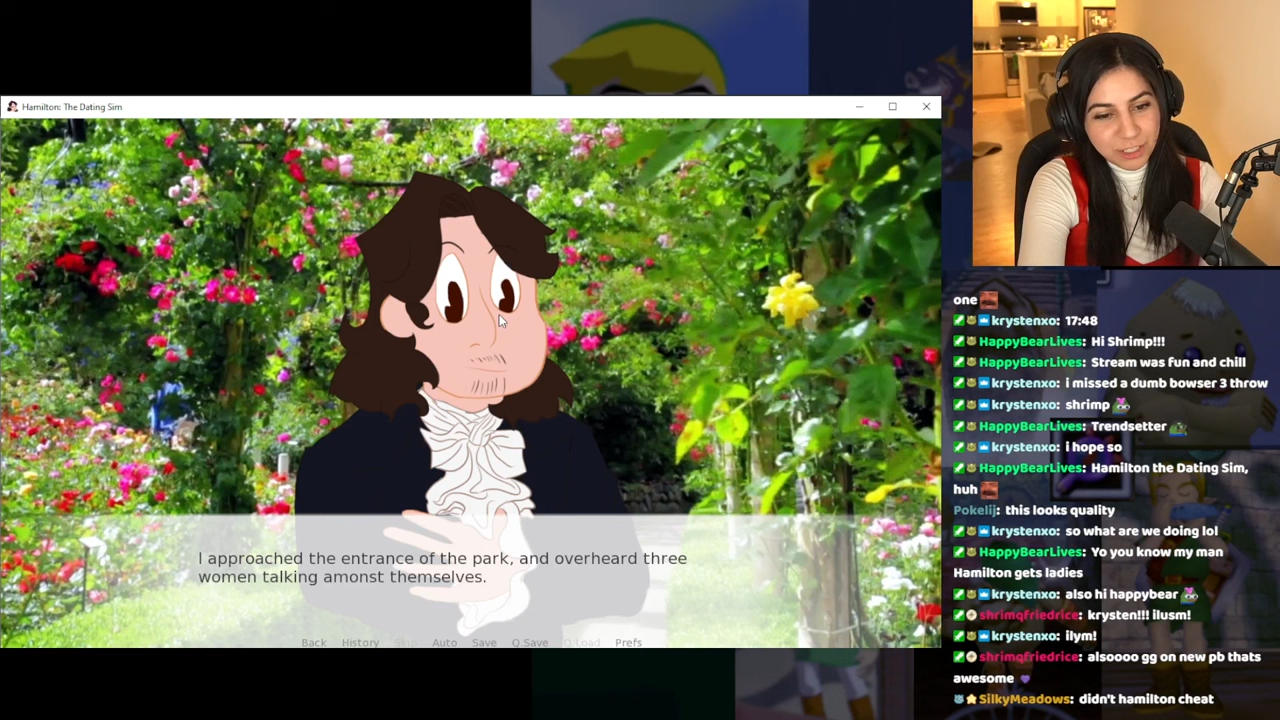 Hamilton: The Dating Sim
I approached the entrance of the park, and overheard three
women talking amonst themselves.
Back History Skip Auto Save Q.Save Q.Load Prefs
one
krystenxo: 17:48
HappyBearLives: Hi Shrimp!!!
HappyBearLives: Stream was fun and chill
krystenxo: i missed a dumb bowser 3 throw
krystenxo: shrimp
HappyBearLives: Trendsetter
krystenxo: i hope so
HappyBearLives: Hamilton the Dating Sim,
huh
Pokelij: this looks quality
krystenxo: so what are we doing lol
HappyBearLives: Yo you know my man
Hamilton gets ladies
krystenxo: also hi happybear
shrimqfriedrice: krysten!!! ilusm!
krystenxo: ilym!
shrimqfriedrice: alsoooo gg on new pb thats
awesome
SilkyMeadows: didn't hamilton cheat